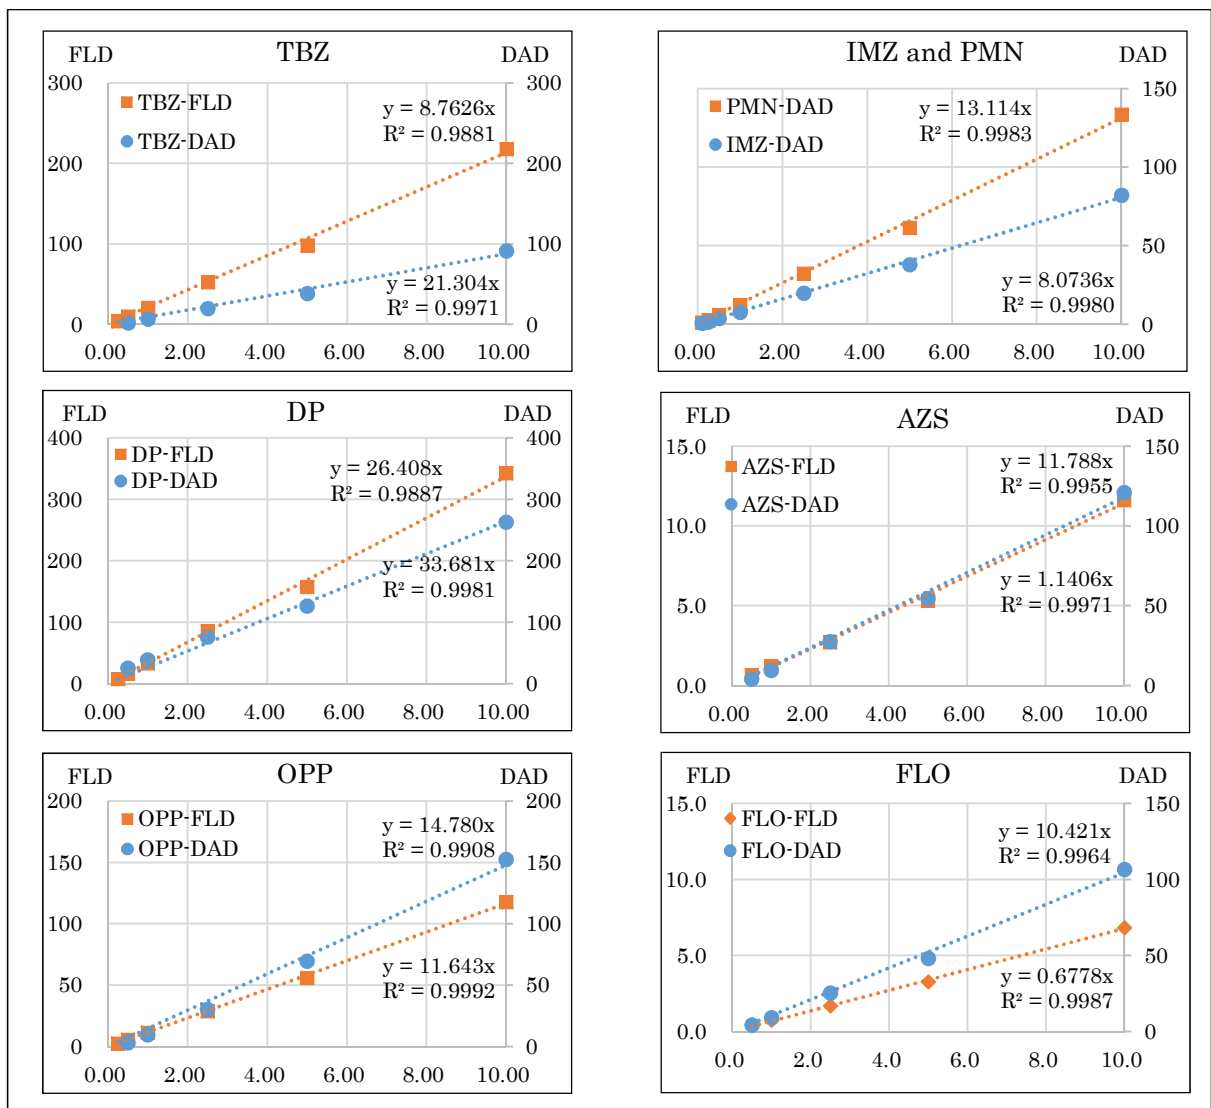 FLD TBZ DAD
300 300
TBZ-FLD
TBZ-DAD
y = 8.7626x
R² = 0.9881
200 200
100 100
y = 21.304x
R² = 0.9971
0 0
0.00 2.00 4.00 6.00 8.00 10.00
IMZ and PMN DAD
150
PMN-DAD
IMZ-DAD
y = 13.114x
R² = 0.9983
100
50
y = 8.0736x
R² = 0.9980
0
0.00 2.00 4.00 6.00 8.00 10.00
FLD DP DAD
400 400
DP-FLD
DP-DAD
y = 26.408x
R² = 0.9887
300 300
200 200
y = 33.681x
R² = 0.9981
100 100
0 0
0.00 2.00 4.00 6.00 8.00 10.00
FLD AZS DAD
15.0 150
AZS-FLD
AZS-DAD
y = 11.788x
R² = 0.9955
10.0 100
y = 1.1406x
R² = 0.9971
5.0 50
0.0 0
0.00 2.00 4.00 6.00 8.00 10.00
FLD OPP DAD
200 200
OPP-FLD
OPP-DAD
y = 14.780x
R² = 0.9908
150 150
100 100
y = 11.643x
R² = 0.9992
50 50
0 0
0.00 2.00 4.00 6.00 8.00 10.00
FLD FLO DAD
15.0 150
FLO-FLD
FLO-DAD
y = 10.421x
R² = 0.9964
10.0 100
5.0 50
y = 0.6778x
R² = 0.9987
0.0 0
0.0 2.0 4.0 6.0 8.0 10.0